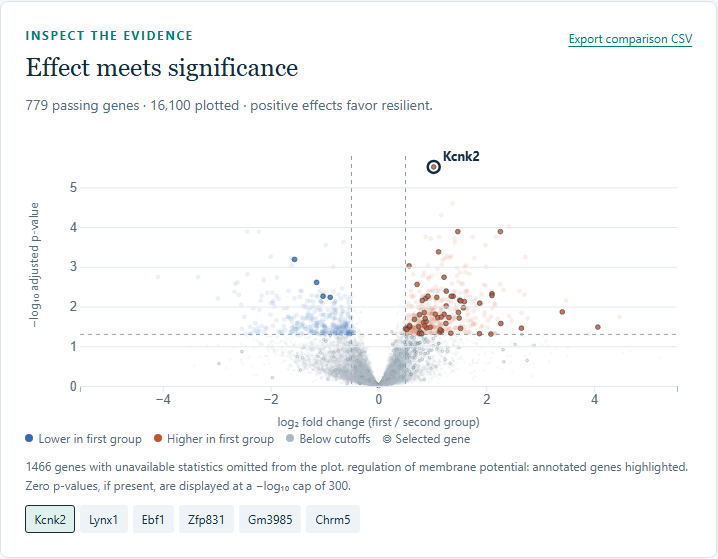 INSPECT THE EVIDENCE
Export comparison CSV
Effect meets significance
779 passing genes · 16,100 plotted · positive effects favor resilient.
Kcnk2
5
4
3
2
1
0
−log₁₀ adjusted p-value
−4
−2
0
2
4
log₂ fold change (first / second group)
Lower in first group
Higher in first group
Below cutoffs
Selected gene
1466 genes with unavailable statistics omitted from the plot. regulation of membrane potential: annotated genes highlighted.
Zero p-values, if present, are displayed at a −log₁₀ cap of 300.
Kcnk2
Lynx1
Ebf1
Zfp831
Gm3985
Chrm5